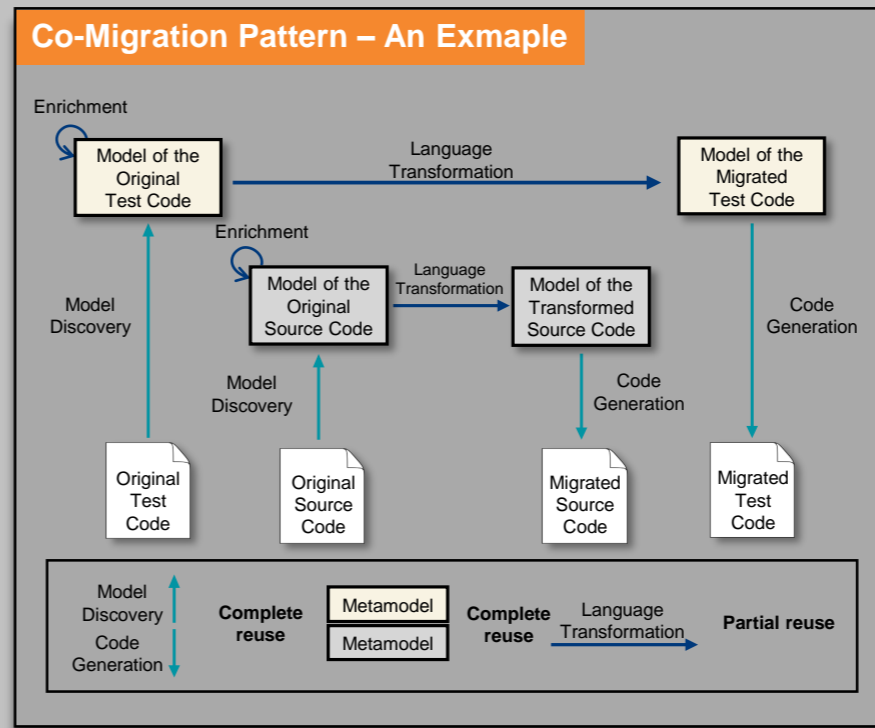 Co-Migration Pattern – An Exmaple
Enrichment
Model of the
Original
Test Code
Language
Transformation
Model of the
Migrated
Test Code
Enrichment
Model of the
Original
Source Code
Language
Transformation
Model of the
Transformed
Source Code
Model
Discovery
Code
Generation
Model
Discovery
Code
Generation
Original
Test
Code
Original
Source
Code
Migrated
Source
Code
Migrated
Test
Code
Model
Discovery
Code
Generation
Complete
reuse
Metamodel
Metamodel
Complete
reuse
Language
Transformation
Partial reuse